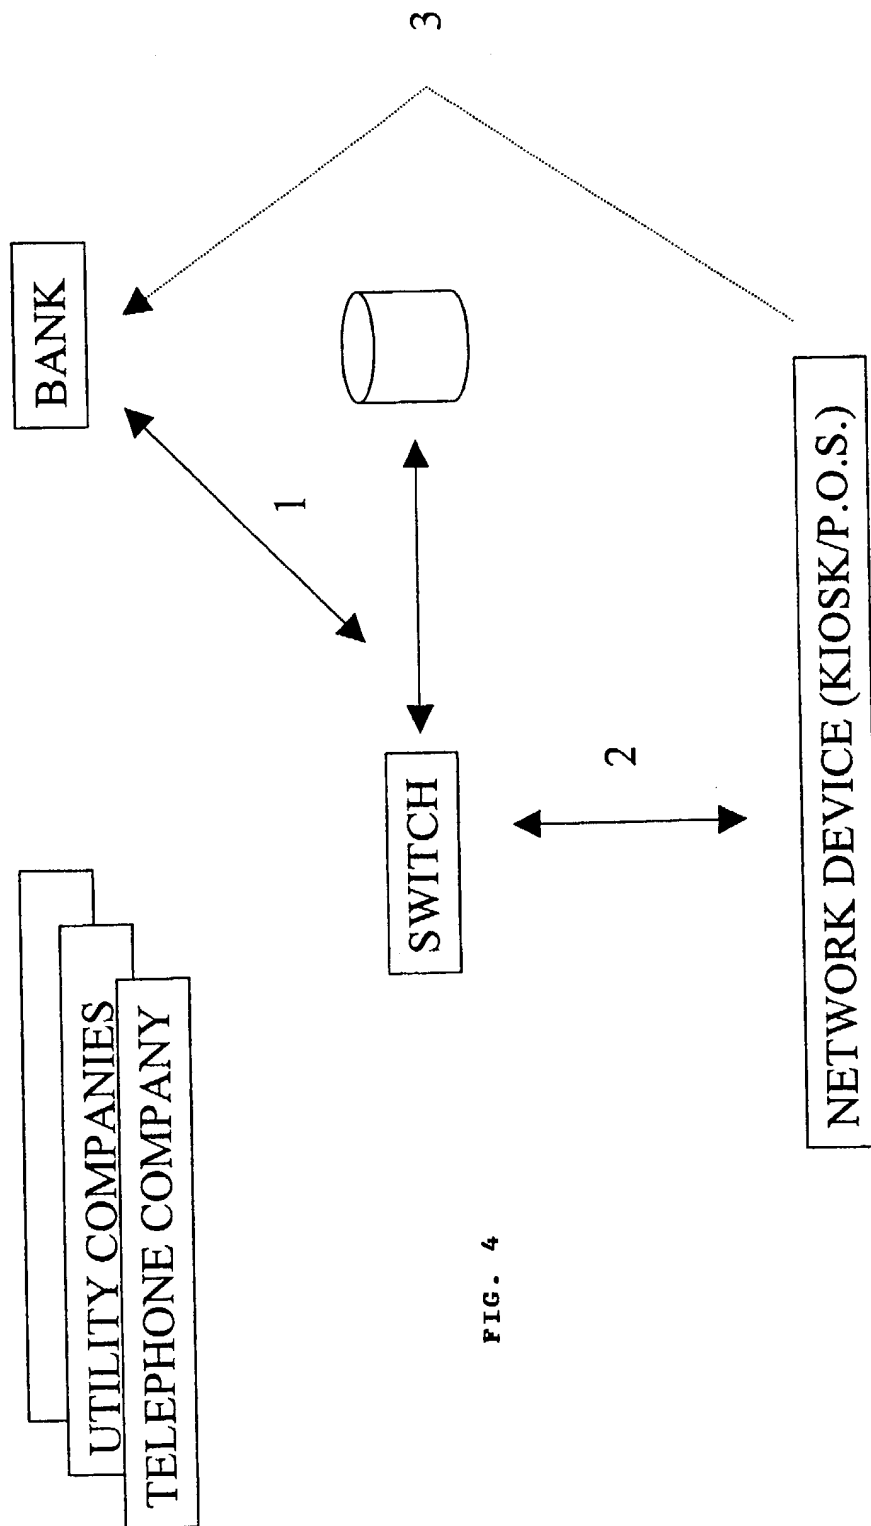 UTILITY COMPANIES
TELEPHONE COMPANY
BANK
1
3
SWITCH
2
NETWORK DEVICE (KIOSK/P.O.S.)
FIG. 4